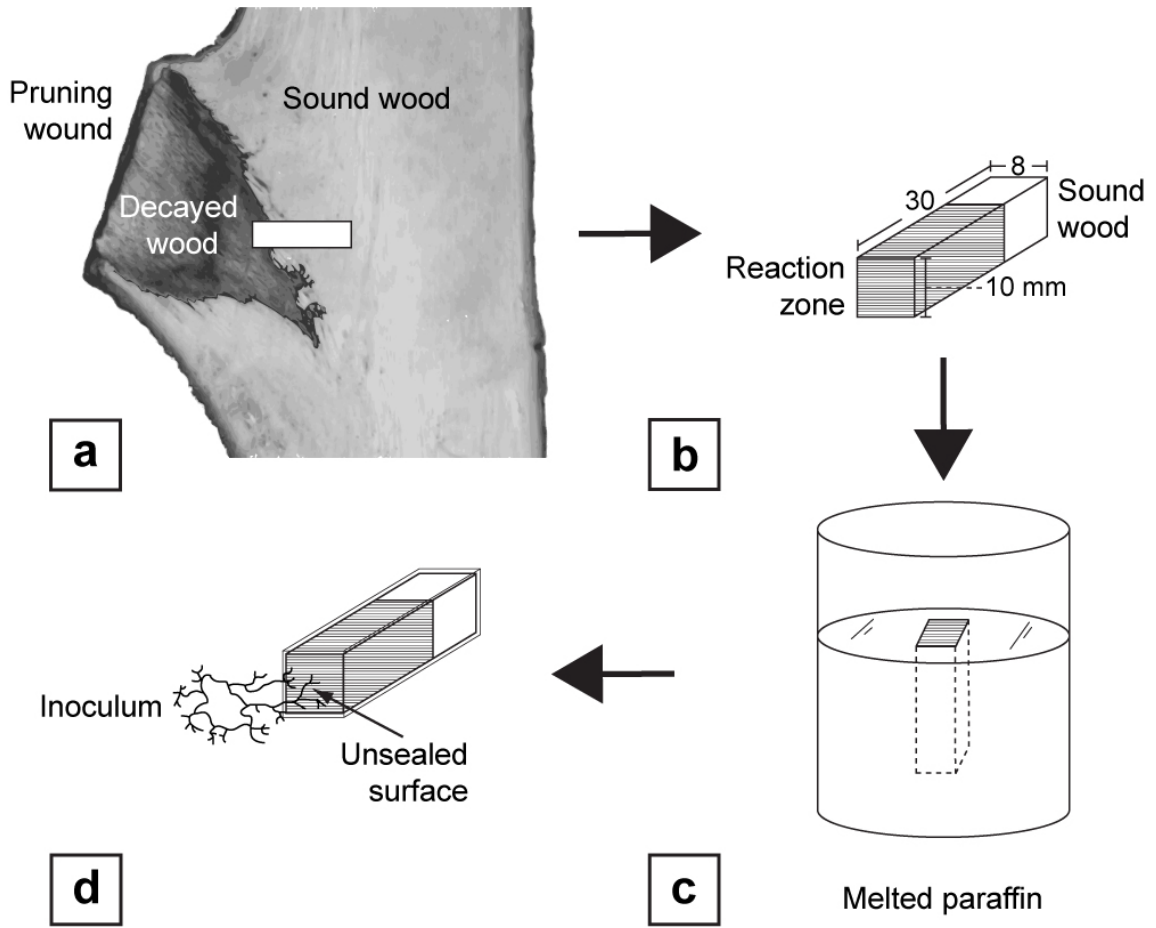 Pruning
wound
Sound wood
Decayed
wood
a
8
30
Sound
wood
Reaction
zone
10 mm
b
Inoculum
Unsealed
surface
d
c
Melted paraffin